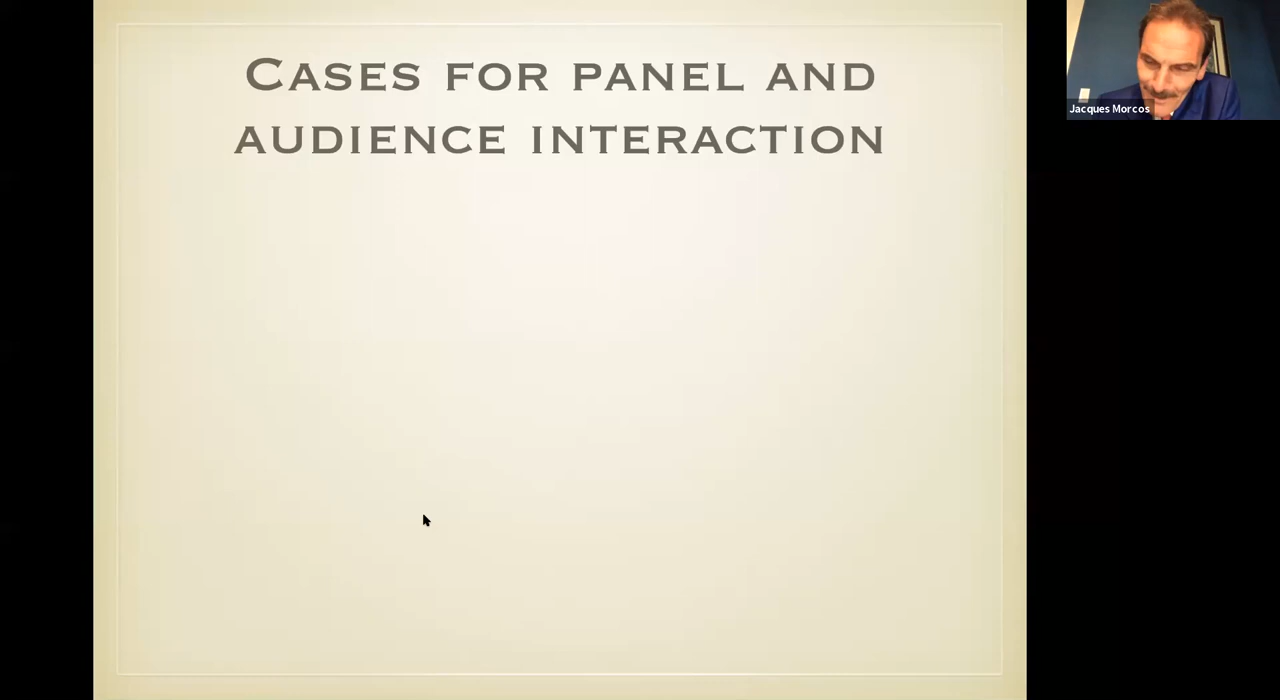 Cases for panel and
audience interaction
Jacques Morcos